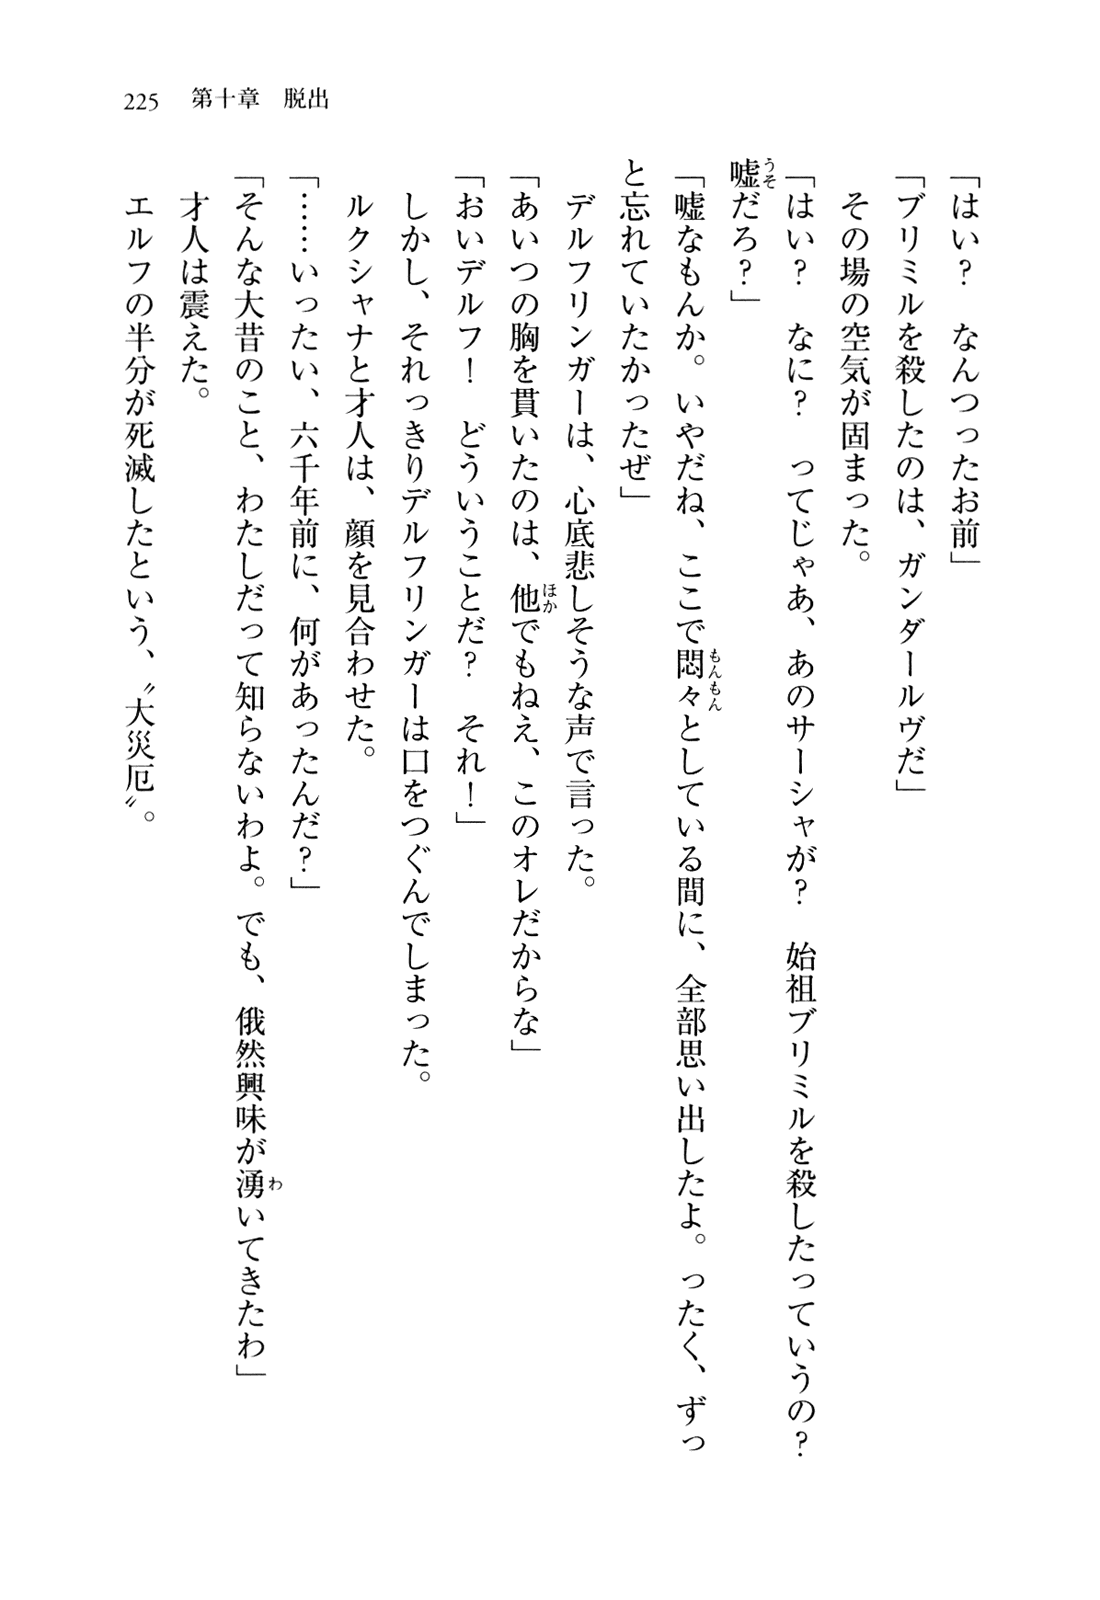 225 第十章 脱出
「はい？ なんつったお前」
「ブリミルを殺したのは、ガンダールヴだ」
その場の空気が固まった。
「はい？ なに？ ってじゃあ、あのサーシャが？ 始祖ブリミルを殺したっていうの？
嘘だろ？」
「嘘なもんか。いやだね、ここで悶々としている間に、全部思い出したよ。ったく、ずっ
と忘れていたかったぜ」
デルフリンガーは、心底悲しそうな声で言った。
「あいつの胸を貫いたのは、他でもねえ、このオレだからな」
「おいデルフ！ どういうことだ？ それ！」
しかし、それっきりデルフリンガーは口をつぐんでしまった。
ルクシャナと才人は、顔を見合わせた。
「……いったい、六千年前に、何があったんだ？」
「そんな大昔のこと、わたしだって知らないわよ。でも、俄然興味が湧いてきたわ」
才人は震えた。
エルフの半分が死滅したという、〝大災厄〟。